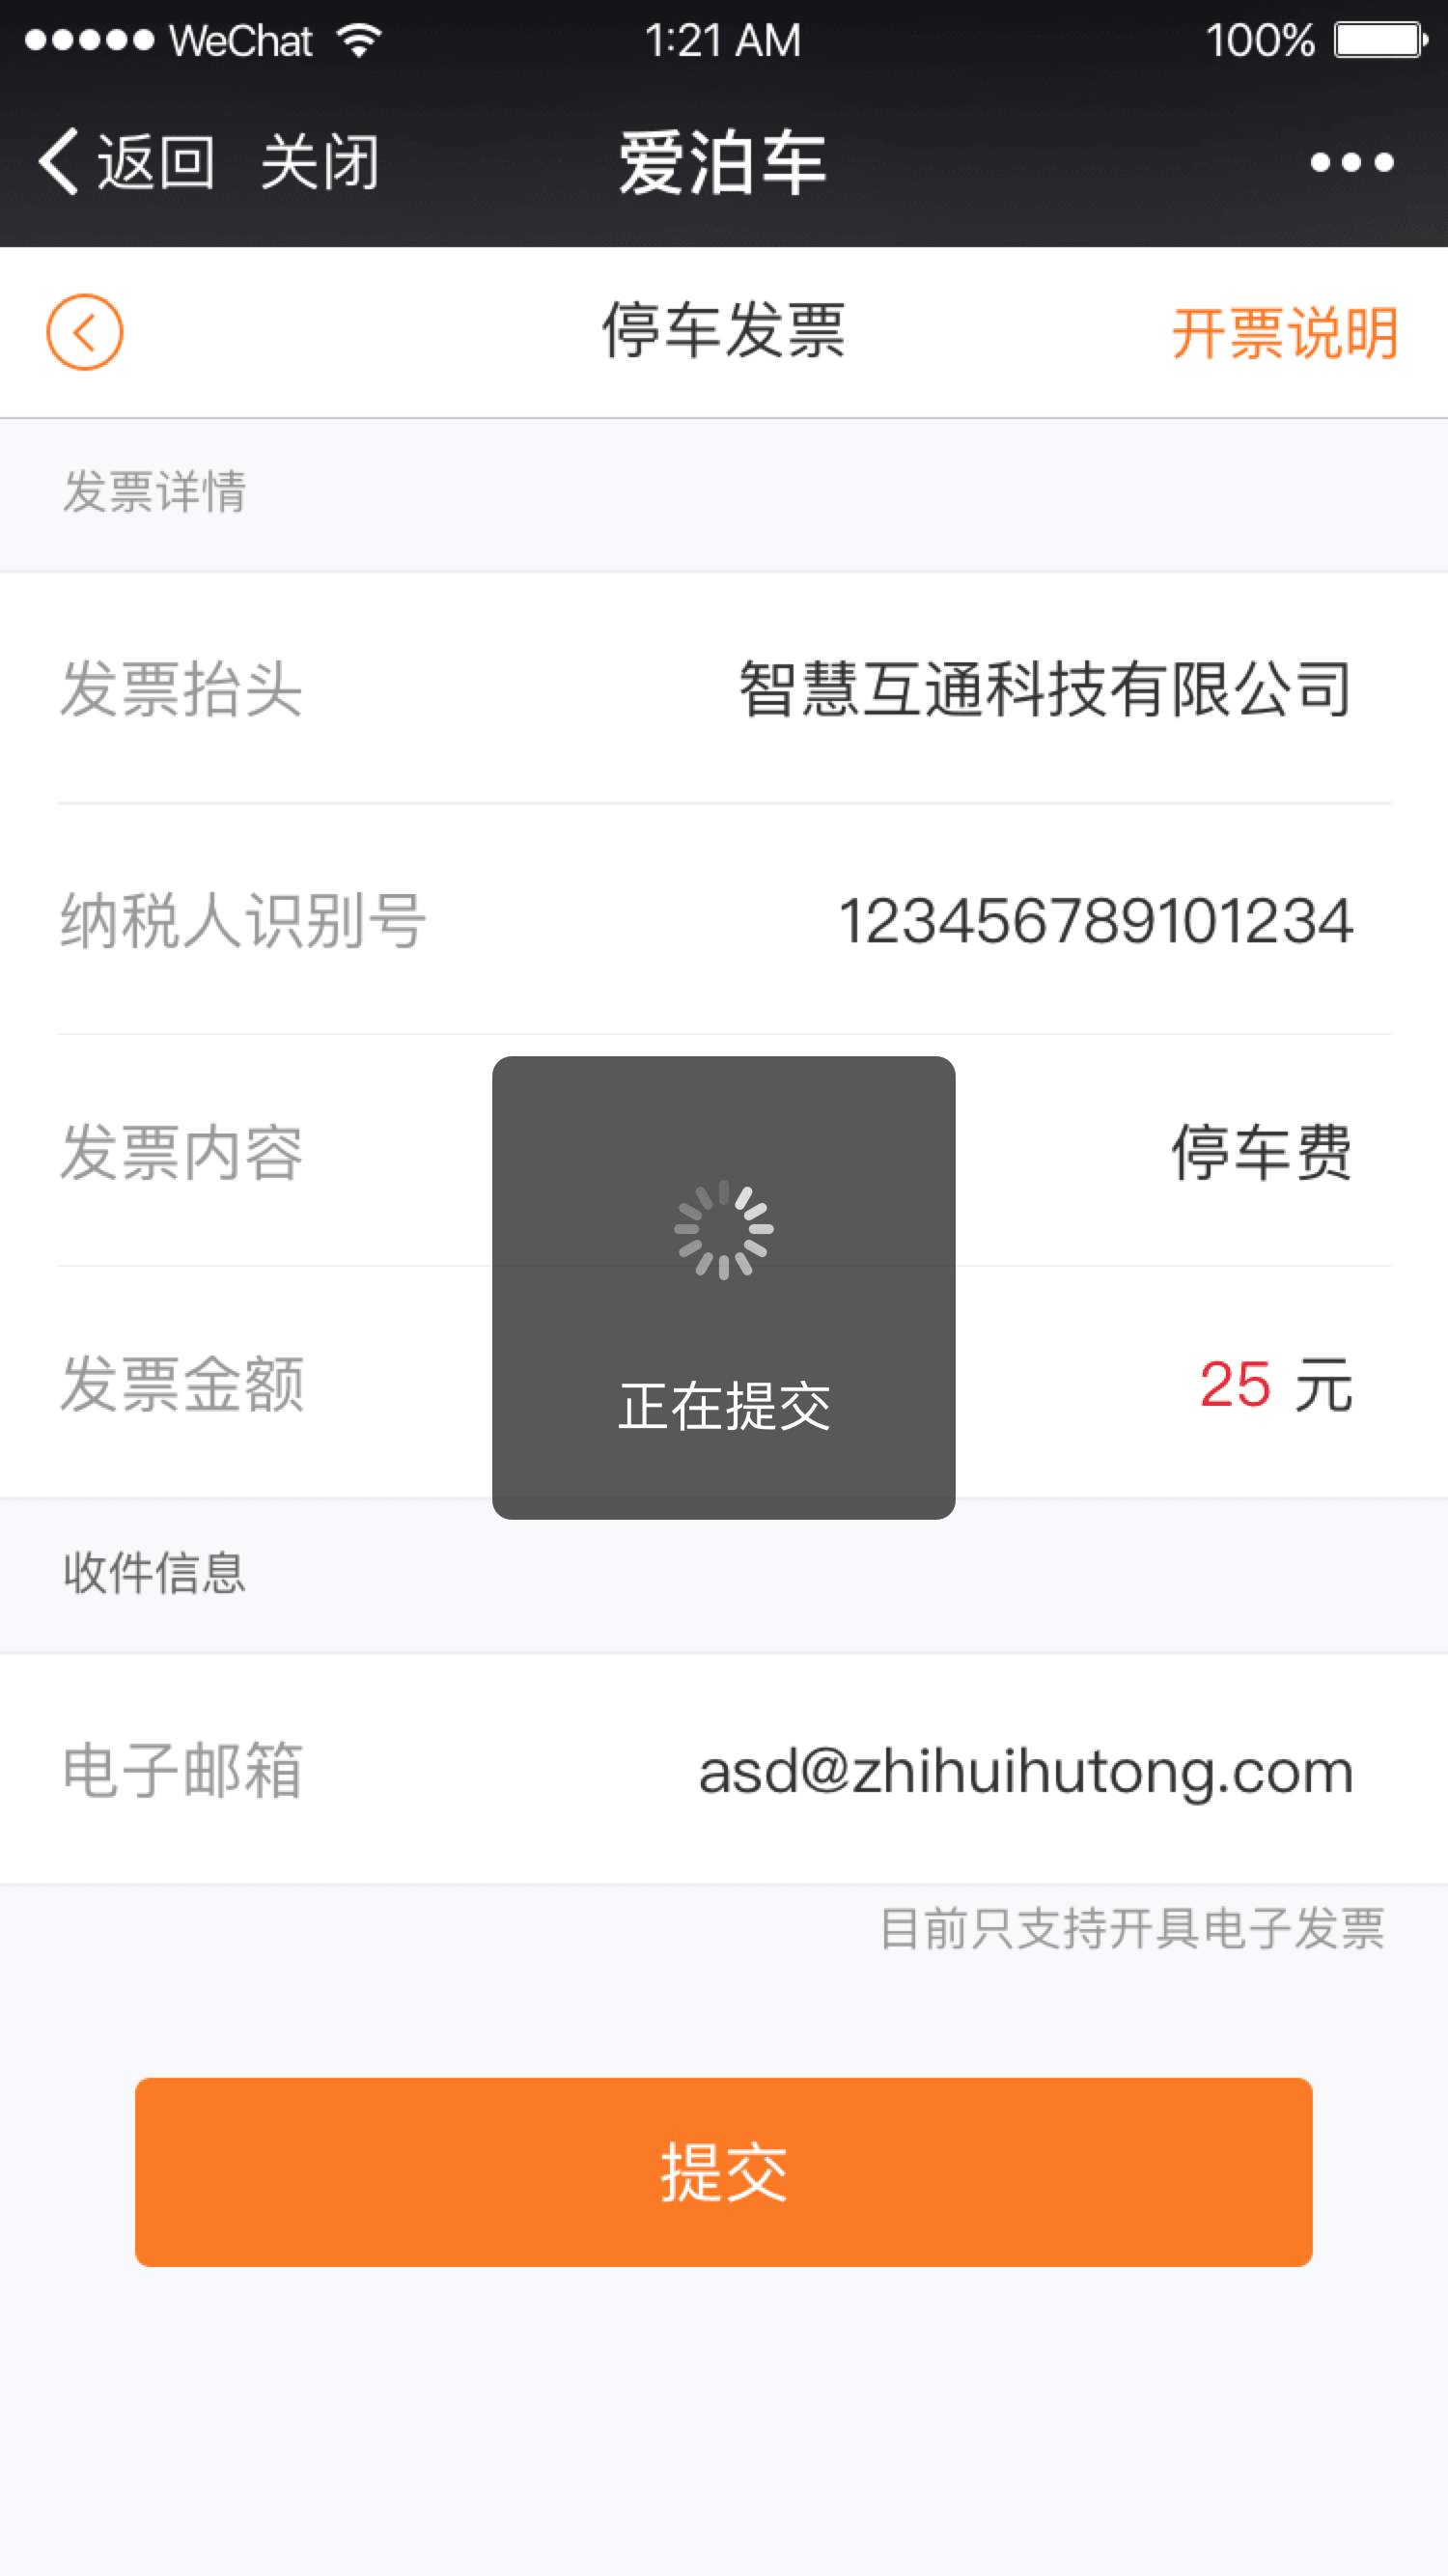 WeChat 1:21 AM 100%
返回 关闭 爱泊车
停车发票 开票说明
发票详情
发票抬头 智慧互通科技有限公司
纳税人识别号 123456789101234
发票内容 停车费
发票金额 25 元
正在提交
收件信息
电子邮箱 asd@zhihuihutong.com
目前只支持开具电子发票
提交